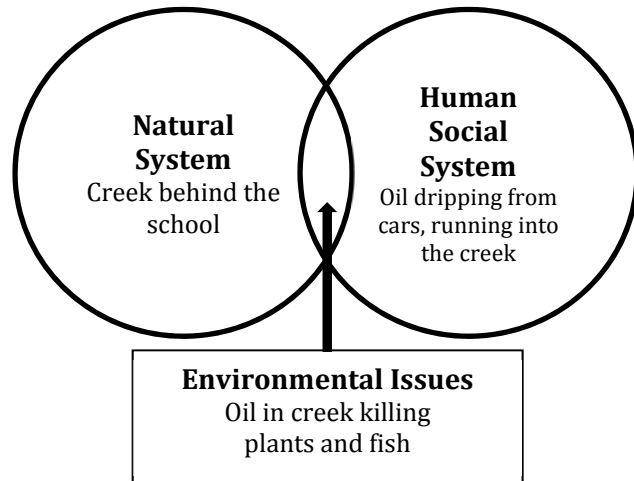 Natural
System
Creek behind the
school
Human
Social
System
Oil dripping from
cars, running into
the creek
Environmental Issues
Oil in creek killing
plants and fish